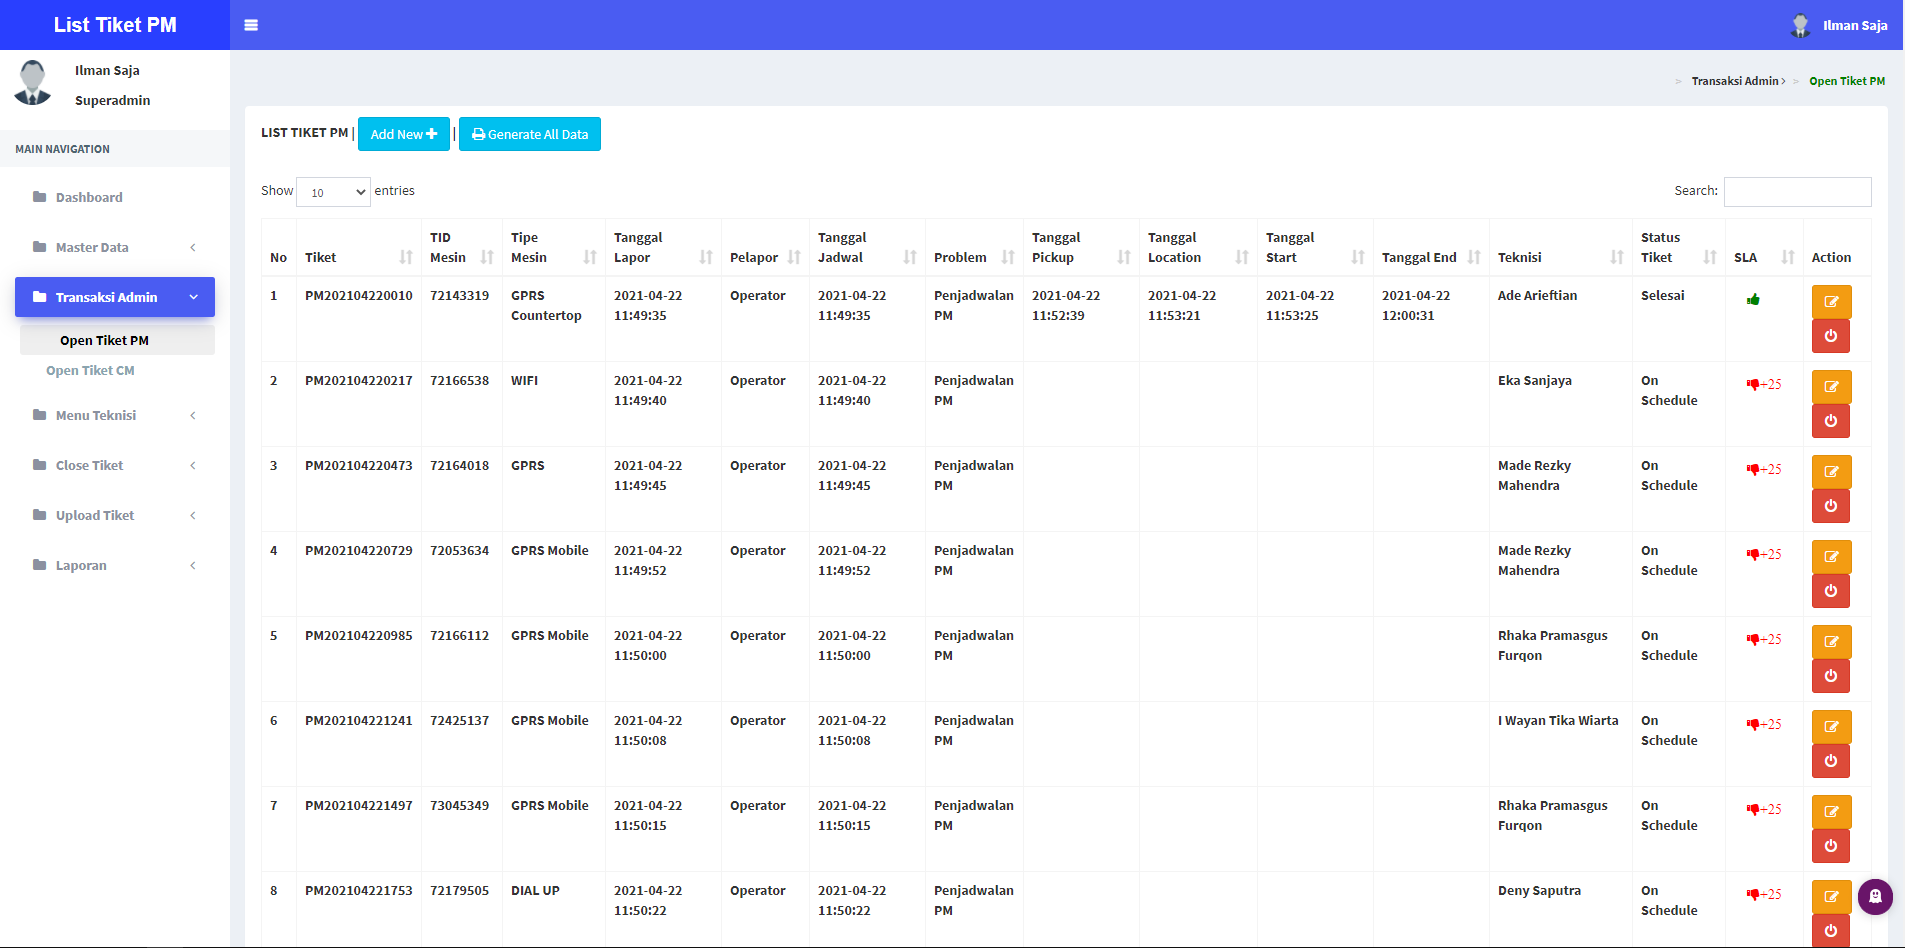 List Tiket PM
Ilman Saja
Ilman Saja
Superadmin
> Transaksi Admin > > Open Tiket PM
MAIN NAVIGATION
Dashboard
Master Data
Transaksi Admin
Open Tiket PM
Open Tiket CM
Menu Teknisi
Close Tiket
Upload Tiket
Laporan
LIST TIKET PM | Add New | Generate All Data
Show 10 entries
Search:
No Tiket TID Mesin Tipe Mesin Tanggal Lapor Pelapor Tanggal Jadwal Problem Tanggal Pickup Tanggal Location Tanggal Start Tanggal End Teknisi Status Tiket SLA Action
1 PM202104220010 72143319 GPRS Countertop 2021-04-22 11:49:35 Operator 2021-04-22 11:49:35 Penjadwalan PM 2021-04-22 11:52:39 2021-04-22 11:53:21 2021-04-22 11:53:25 2021-04-22 12:00:31 Ade Arieftian Selesai
2 PM202104220217 72166538 WIFI 2021-04-22 11:49:40 Operator 2021-04-22 11:49:40 Penjadwalan PM Eka Sanjaya On Schedule +25
3 PM202104220473 72164018 GPRS 2021-04-22 11:49:45 Operator 2021-04-22 11:49:45 Penjadwalan PM Made Rezky Mahendra On Schedule +25
4 PM202104220729 72053634 GPRS Mobile 2021-04-22 11:49:52 Operator 2021-04-22 11:49:52 Penjadwalan PM Made Rezky Mahendra On Schedule +25
5 PM202104220985 72166112 GPRS Mobile 2021-04-22 11:50:00 Operator 2021-04-22 11:50:00 Penjadwalan PM Rhaka Pramasgus Furqon On Schedule +25
6 PM202104221241 72425137 GPRS Mobile 2021-04-22 11:50:08 Operator 2021-04-22 11:50:08 Penjadwalan PM I Wayan Tika Wiarta On Schedule +25
7 PM202104221497 73045349 GPRS Mobile 2021-04-22 11:50:15 Operator 2021-04-22 11:50:15 Penjadwalan PM Rhaka Pramasgus Furqon On Schedule +25
8 PM202104221753 72179505 DIAL UP 2021-04-22 11:50:22 Operator 2021-04-22 11:50:22 Penjadwalan PM Deny Saputra On Schedule +25